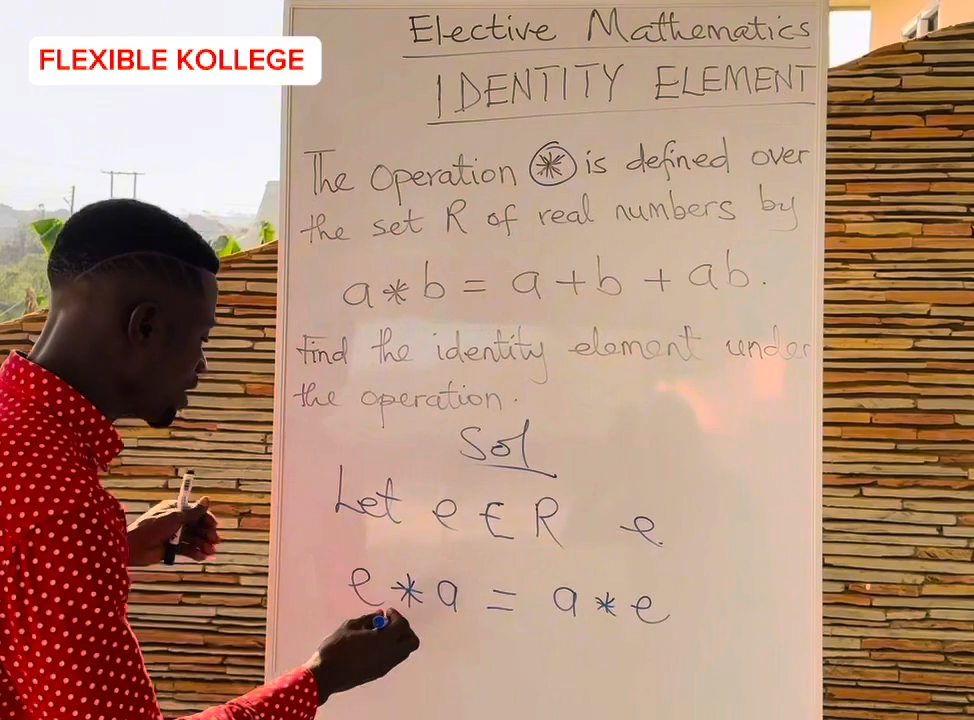 FLEXIBLE KOLLEGE
Elective Mathematics
IDENTITY ELEMENT
The operation * is defined over
the set R of real numbers by
a * b = a + b + ab.
Find the identity element under
the operation.
Sol
Let e ∈ R e
e * a = a * e